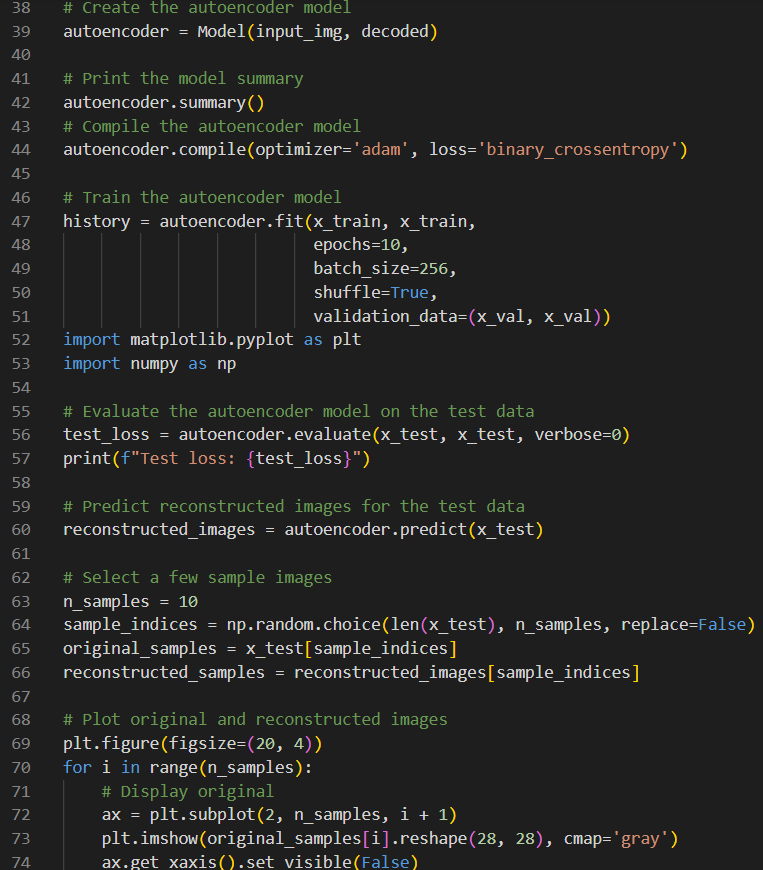 38 # Create the autoencoder model
39 autoencoder = Model(input_img, decoded)
40
41 # Print the model summary
42 autoencoder.summary()
43 # Compile the autoencoder model
44 autoencoder.compile(optimizer='adam', loss='binary_crossentropy')
45
46 # Train the autoencoder model
47 history = autoencoder.fit(x_train, x_train,
48                           epochs=10,
49                           batch_size=256,
50                           shuffle=True,
51                           validation_data=(x_val, x_val))
52 import matplotlib.pyplot as plt
53 import numpy as np
54
55 # Evaluate the autoencoder model on the test data
56 test_loss = autoencoder.evaluate(x_test, x_test, verbose=0)
57 print(f"Test loss: {test_loss}")
58
59 # Predict reconstructed images for the test data
60 reconstructed_images = autoencoder.predict(x_test)
61
62 # Select a few sample images
63 n_samples = 10
64 sample_indices = np.random.choice(len(x_test), n_samples, replace=False)
65 original_samples = x_test[sample_indices]
66 reconstructed_samples = reconstructed_images[sample_indices]
67
68 # Plot original and reconstructed images
69 plt.figure(figsize=(20, 4))
70 for i in range(n_samples):
71     # Display original
72     ax = plt.subplot(2, n_samples, i + 1)
73     plt.imshow(original_samples[i].reshape(28, 28), cmap='gray')
74     ax.get_xaxis().set_visible(False)